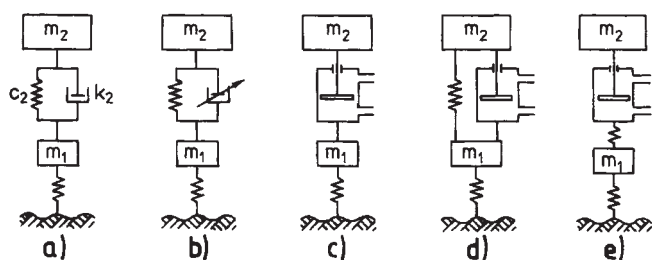 m₂ m₂ m₂ m₂ m₂
c₂ k₂
m₁ m₁ m₁ m₁ m₁
a) b) c) d) e)